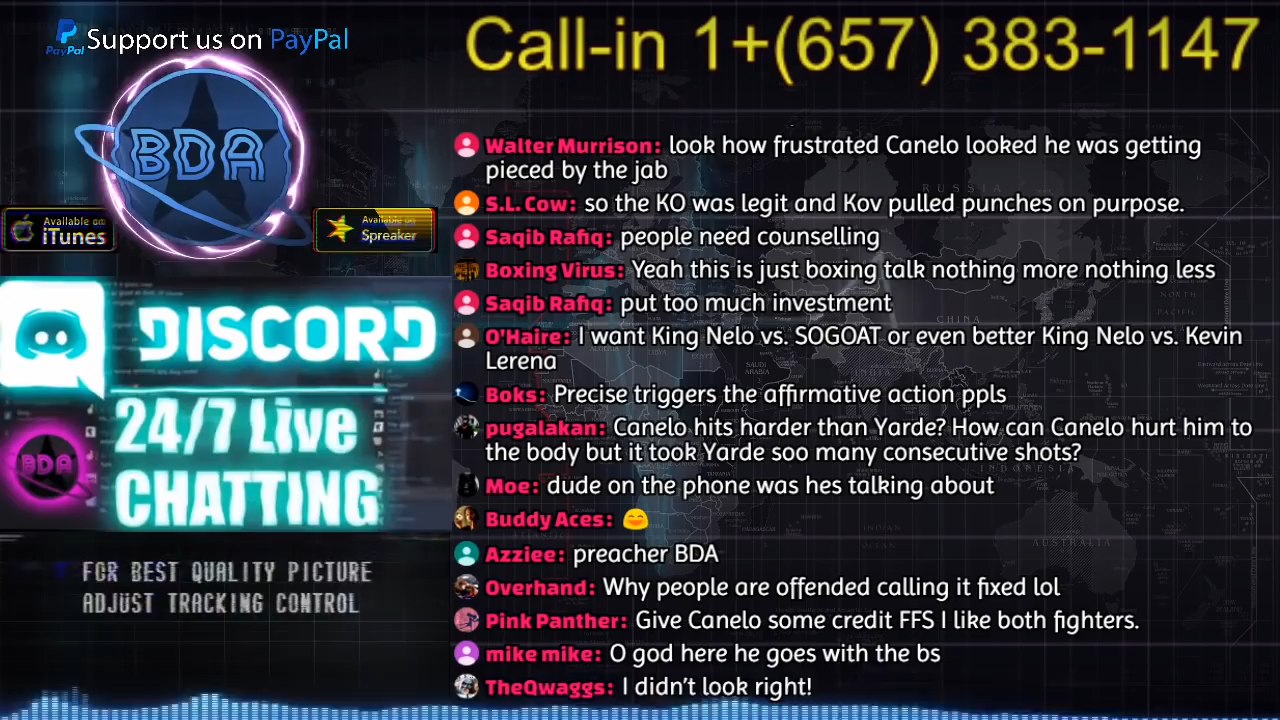 PayPal
Support us on PayPal
Call-in 1+(657) 383-1147
BDA
Available on
iTunes
Available on
Spreaker
DISCORD
24/7 Live
CHATTING
BDA
FOR BEST QUALITY PICTURE
ADJUST TRACKING CONTROL
Walter Murrison: look how frustrated Canelo looked he was getting
pieced by the jab
S.L. Cow: so the KO was legit and Kov pulled punches on purpose.
Saqib Rafiq: people need counselling
Boxing Virus: Yeah this is just boxing talk nothing more nothing less
Saqib Rafiq: put too much investment
O'Haire: I want King Nelo vs. SOGOAT or even better King Nelo vs. Kevin
Lerena
Boks: Precise triggers the affirmative action ppls
pugalakan: Canelo hits harder than Yarde? How can Canelo hurt him to
the body but it took Yarde soo many consecutive shots?
Moe: dude on the phone was hes talking about
Buddy Aces: 😄
Azziee: preacher BDA
Overhand: Why people are offended calling it fixed lol
Pink Panther: Give Canelo some credit FFS I like both fighters.
mike mike: O god here he goes with the bs
TheQwaggs: I didn't look right!
RUSSIA
CHINA
INDONESIA
AUSTRALIA